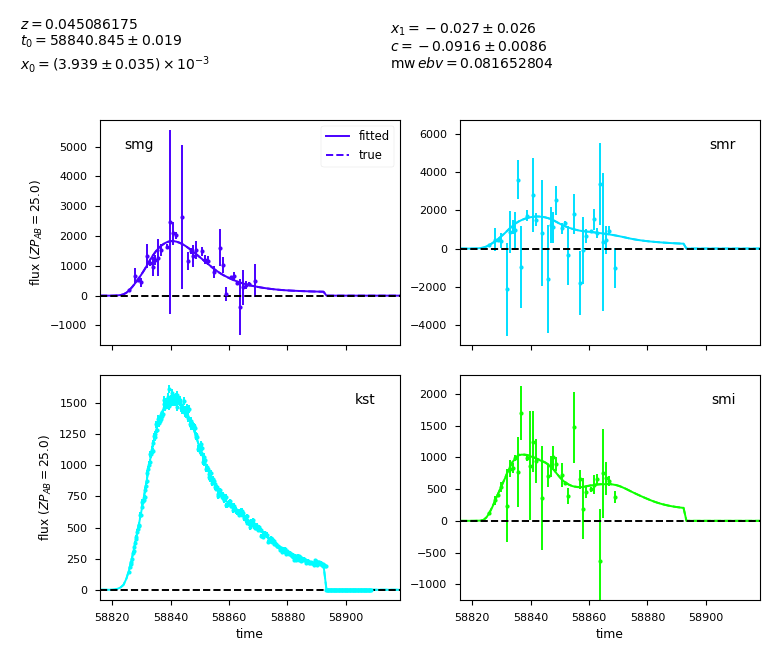 z = 0.045086175
t₀ = 58840.845 ± 0.019
x₀ = (3.939 ± 0.035) × 10⁻³
x₁ = −0.027 ± 0.026
c = −0.0916 ± 0.0086
mw ebv = 0.081652804
smg
fitted
true
5000
4000
3000
2000
1000
0
−1000
flux (ZP_AB = 25.0)
smr
6000
4000
2000
0
−2000
−4000
kst
1500
1250
1000
750
500
250
0
flux (ZP_AB = 25.0)
58820 58840 58860 58880 58900
time
smi
2000
1500
1000
500
0
−500
−1000
58820 58840 58860 58880 58900
time